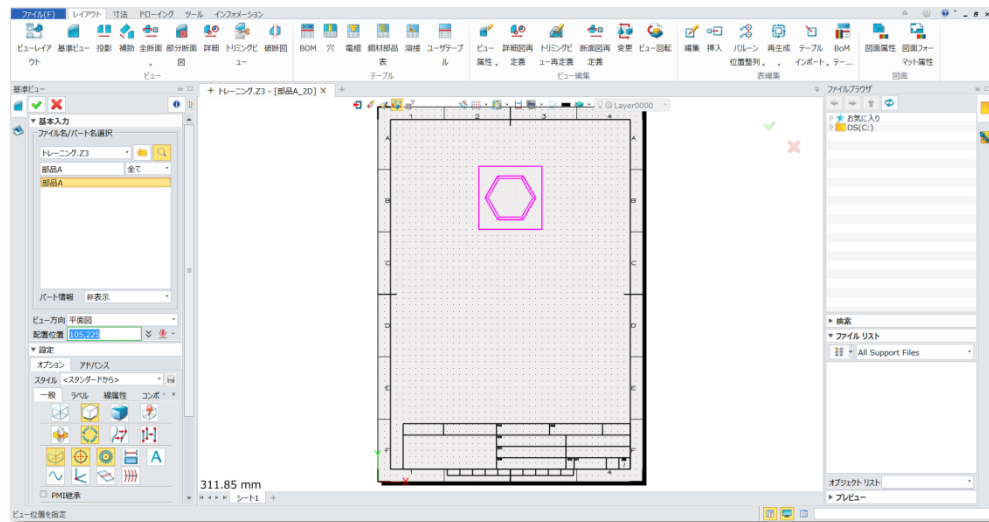 ファイル(F) レイアウト 寸法 ドローイング ツール インフォメーション
ビューレイアウト 基準ビュー 投影 補助 全断面 部分断面図 詳細 トリミングビュー 破断図 BOM 穴 電極 鋼材部品表 溶接 ユーザテーブル ビュー属性 詳細図再定義 トリミングビュー再定義 断面図再定義 変更 ビュー回転 編集 挿入 バルーン位置整列 再生成 テーブルインポート BoMテー... 図面属性 図面フォーマット属性
ビュー テーブル ビュー編集 表編集 図面
基準ビュー
+ トレーニング.Z3 - [部品A_2D] × +
ファイルブラウザ
Layer0000
▼ 基本入力
ファイル名/パート名選択
トレーニング.Z3
部品A 全て
部品A
パート情報 非表示
ビュー方向 平面図
配置位置 105,225
▼ 設定
オプション アドバンス
スタイル <スタンダードから>
一般 ラベル 線属性 コンポ
PMI継承
1 2 3 4
A A
B B
C C
D D
E E
F F
1 4
311.85 mm
シート1 +
お気に入り
OS(C:)
▶ 検索
▼ ファイル リスト
All Support Files
オブジェクト リスト
▶ プレビュー
ビュー位置を指定